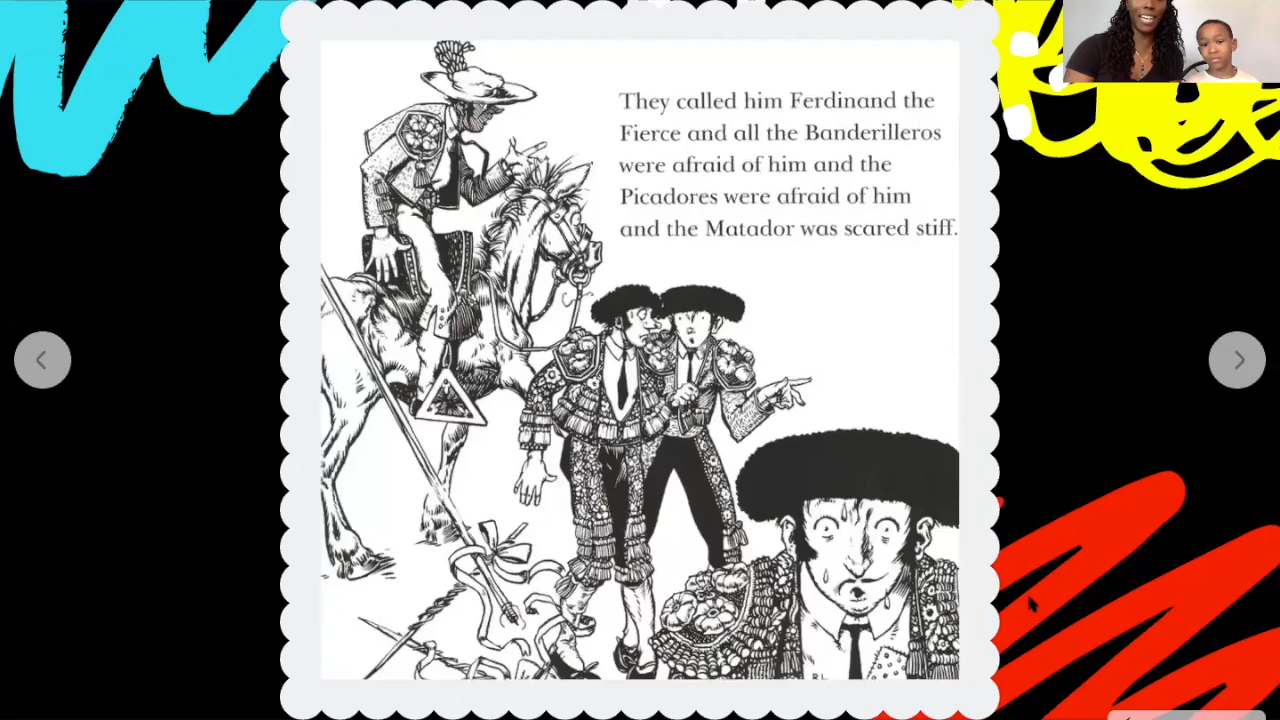 They called him Ferdinand the
Fierce and all the Banderilleros
were afraid of him and the
Picadores were afraid of him
and the Matador was scared stiff.
R L